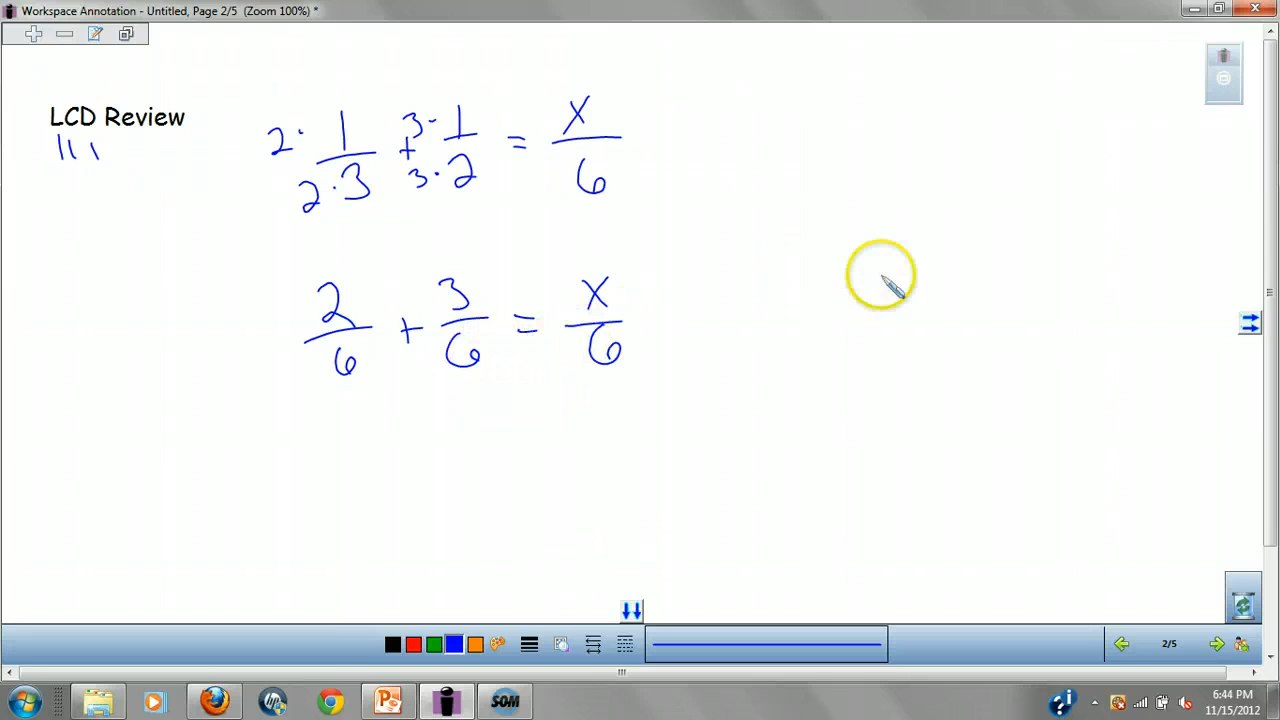 Workspace Annotation - Untitled, Page 2/5 (Zoom 100%) *
LCD Review
2· 1/2·3 + 3·1/3·2 = x/6
2/6 + 3/6 = x/6
2/5
SOM
6:44 PM
11/15/2012